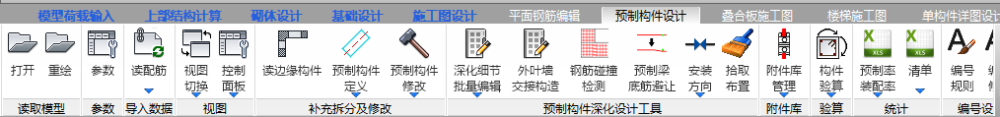 模型荷载输入 上部结构计算 砌体设计 基础设计 施工图设计 平面钢筋编辑 预制构件设计 叠合板施工图 楼梯施工图 单构件详图设
打开 重绘 参数 读配筋 视图 控制 读边缘构件 预制构件 预制构件 深化细节 外叶墙 钢筋碰撞 预制梁 安装 拾取 附件库 构件 预制率 清单 编号
切换 面板 定义 修改 批量编辑 交接构造 检测 底筋避让 方向 布置 管理 验算 装配率 规则
读取模型 参数 导入数据 视图 补充拆分及修改 预制构件深化设计工具 附件库 验算 统计 编号设